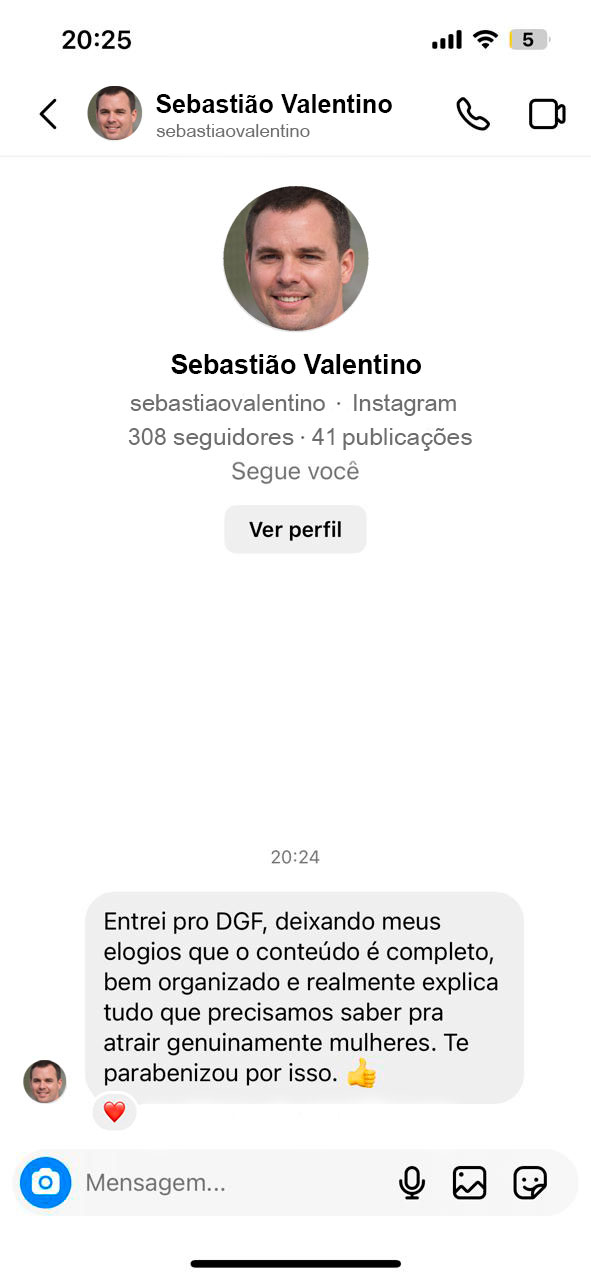 20:25
5
Sebastião Valentino
sebastiaovalentino
Sebastião Valentino
sebastiaovalentino · Instagram
308 seguidores · 41 publicações
Segue você
Ver perfil
20:24
Entrei pro DGF, deixando meus
elogios que o conteúdo é completo,
bem organizado e realmente explica
tudo que precisamos saber pra
atrair genuinamente mulheres. Te
parabenizou por isso. 👍
❤️
Mensagem...